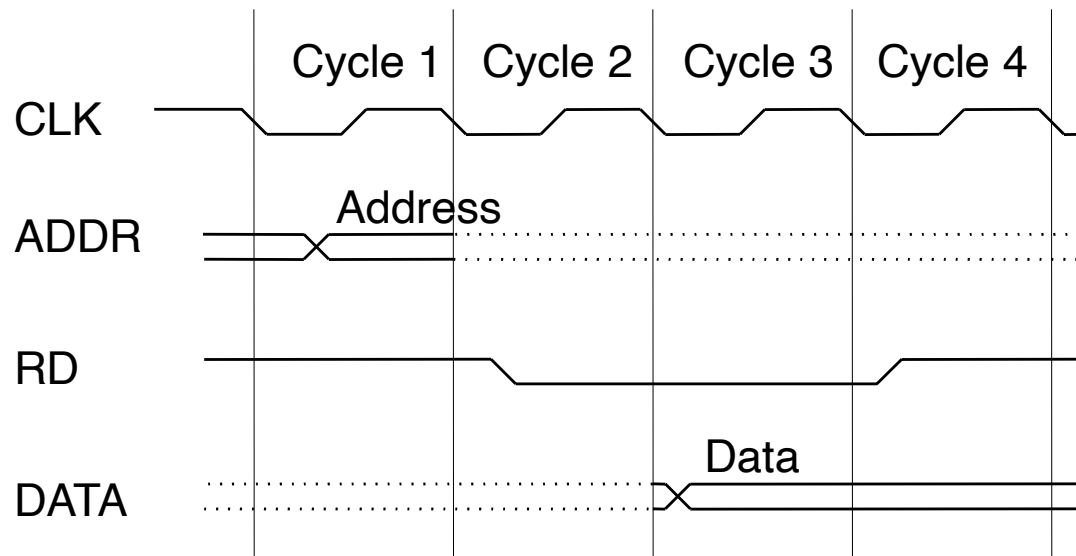 Cycle 1 Cycle 2 Cycle 3 Cycle 4
CLK
Address
ADDR
RD
Data
DATA